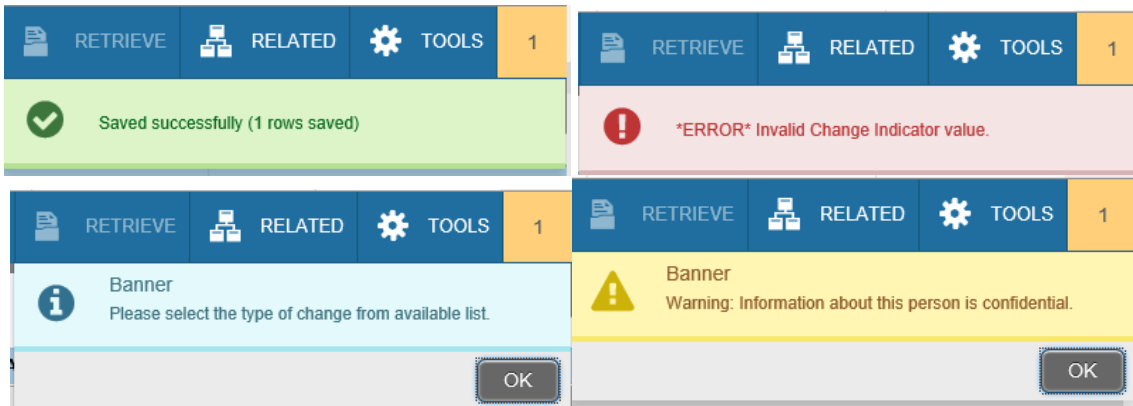 RETRIEVE RELATED TOOLS 1
Saved successfully (1 rows saved)
RETRIEVE RELATED TOOLS 1
*ERROR* Invalid Change Indicator value.
RETRIEVE RELATED TOOLS 1
Banner
Please select the type of change from available list.
OK
RETRIEVE RELATED TOOLS 1
Banner
Warning: Information about this person is confidential.
OK